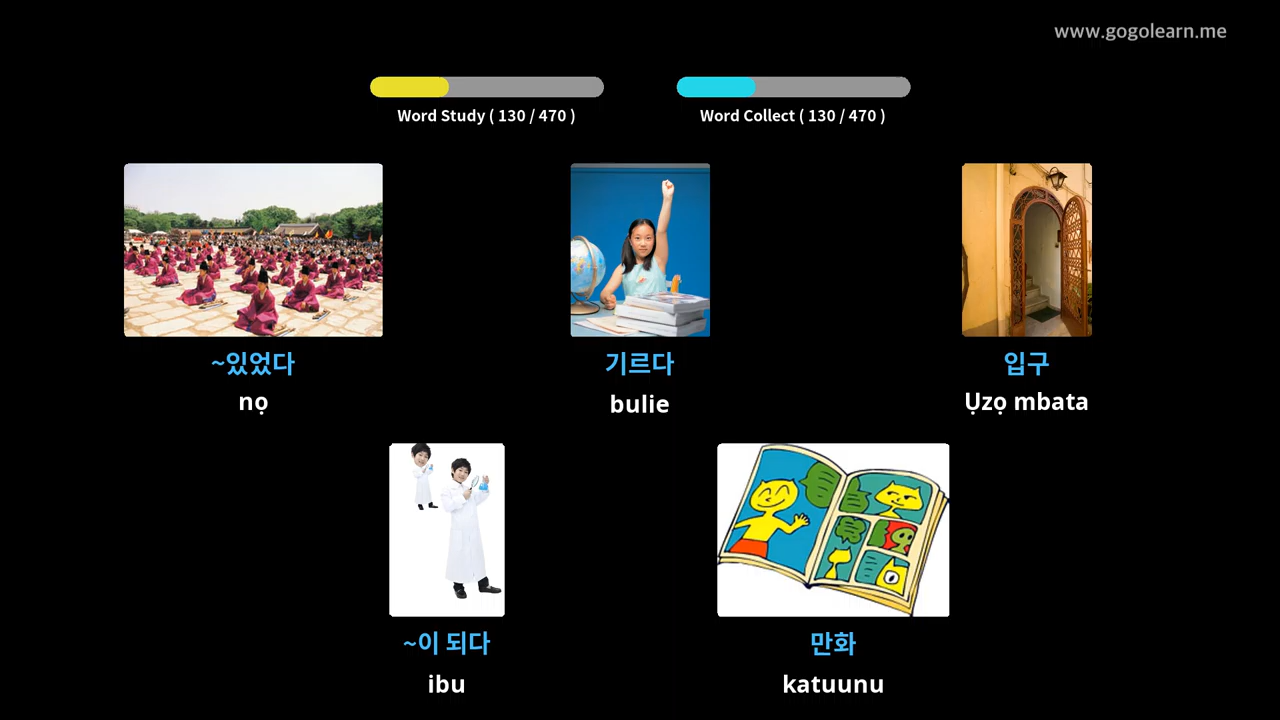 www.gogolearn.me
Word Study ( 130 / 470 )
Word Collect ( 130 / 470 )
~있었다
기르다
입구
nọ
bulie
Ụzọ mbata
~이 되다
만화
ibu
katuunu